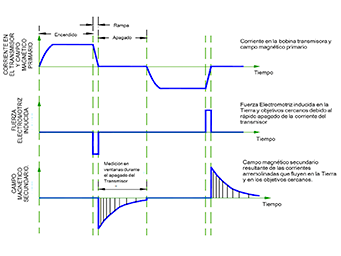 Rampa
Encendido
Apagado
CORRIENTE EN
EL TRANSMISOR
Y CAMPO
MAGNÉTICO
PRIMARIO
Corriente en la bobina transmisora y
campo magnético primario
Tiempo
FUERZA
ELECTROMOTRIZ
INDUCIDA
Fuerza Electromotriz inducida en la
Tierra y objetivos cercanos debido al
rápido apagado de la corriente del
transmisor
Tiempo
CAMPO
MAGNÉTICO
SECUNDARIO
Medición en
ventanas durante
el apagado del
Transmisor
Campo magnético secundario
resultante de las corrientes
arremolinadas que fluyen en la Tierra
y en los objetivos cercanos.
Tiempo